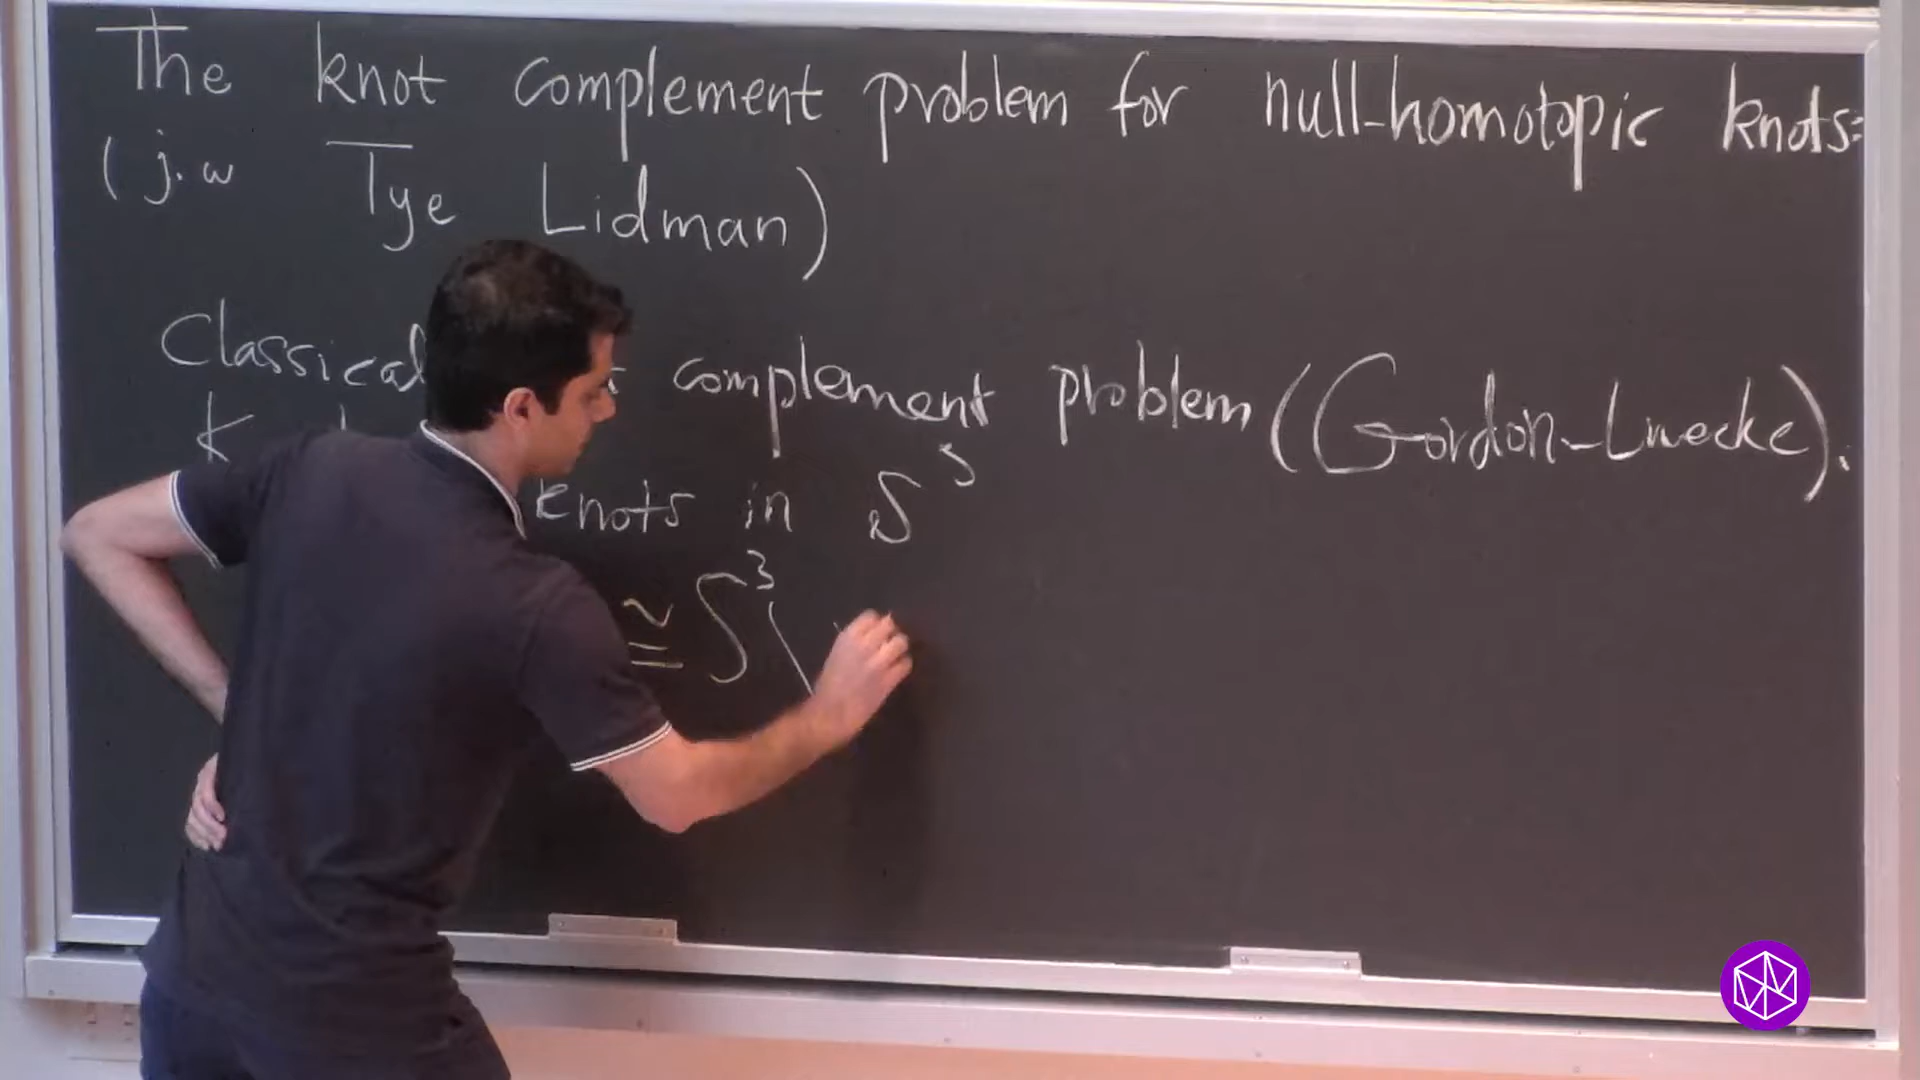 The knot complement problem for null-homotopic knots:
(j.w Tye Lidman)
Classical complement problem (Gordon-Luecke).
K knots in S³
≅ S³ \